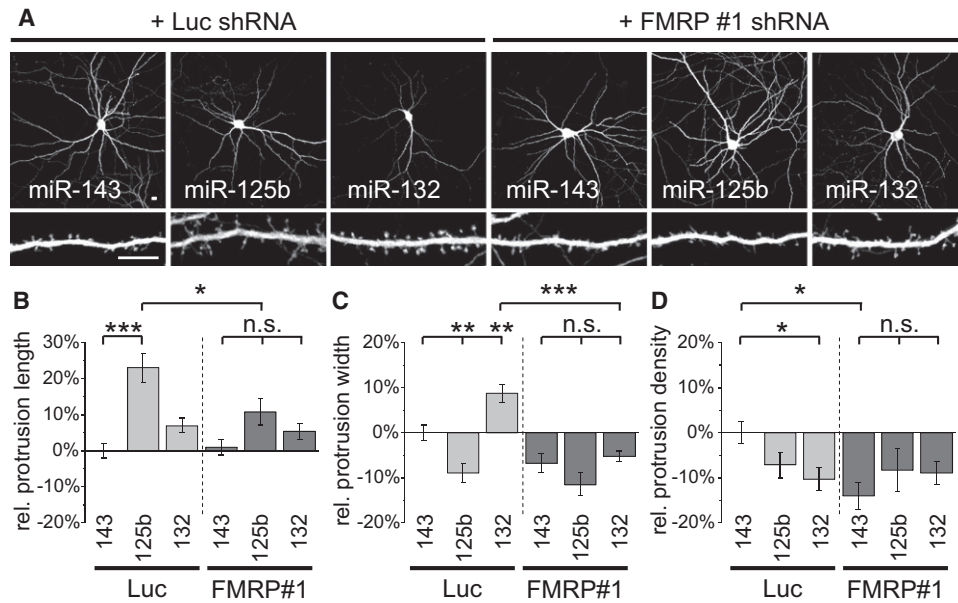 A
+ Luc shRNA
+ FMRP #1 shRNA
miR-143
miR-125b
miR-132
miR-143
miR-125b
miR-132
B
rel. protrusion length
30%
20%
10%
0%
-10%
-20%
*
***
n.s.
143
125b
132
143
125b
132
Luc
FMRP#1
C
rel. protrusion width
20%
10%
0%
-10%
-20%
***
**
**
n.s.
143
125b
132
143
125b
132
Luc
FMRP#1
D
rel. protrusion density
20%
10%
0%
-10%
-20%
*
*
n.s.
143
125b
132
143
125b
132
Luc
FMRP#1